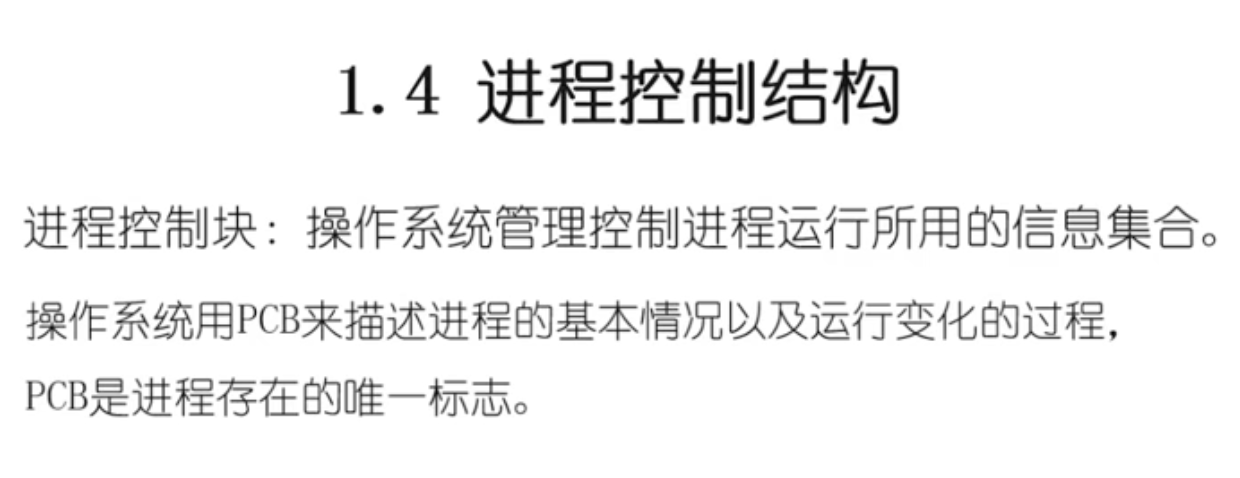 1.4 进程控制结构
进程控制块：操作系统管理控制进程运行所用的信息集合。
操作系统用PCB来描述进程的基本情况以及运行变化的过程，
PCB是进程存在的唯一标志。